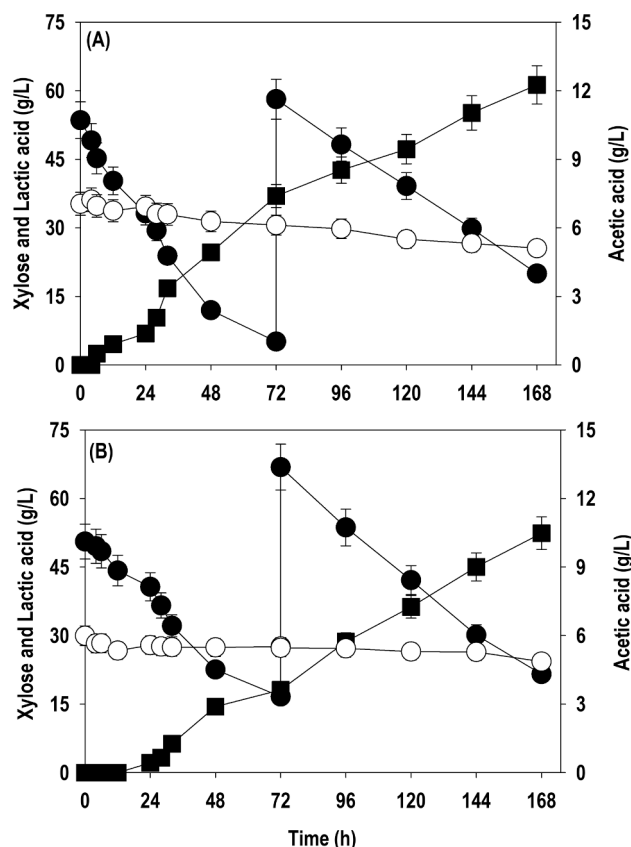 (A)
Xylose and Lactic acid (g/L)
75
60
45
30
15
0
15
12
9
6
3
0
Acetic acid (g/L)
0 24 48 72 96 120 144 168
(B)
Xylose and Lactic acid (g/L)
75
60
45
30
15
0
15
12
9
6
3
0
Acetic acid (g/L)
0 24 48 72 96 120 144 168
Time (h)